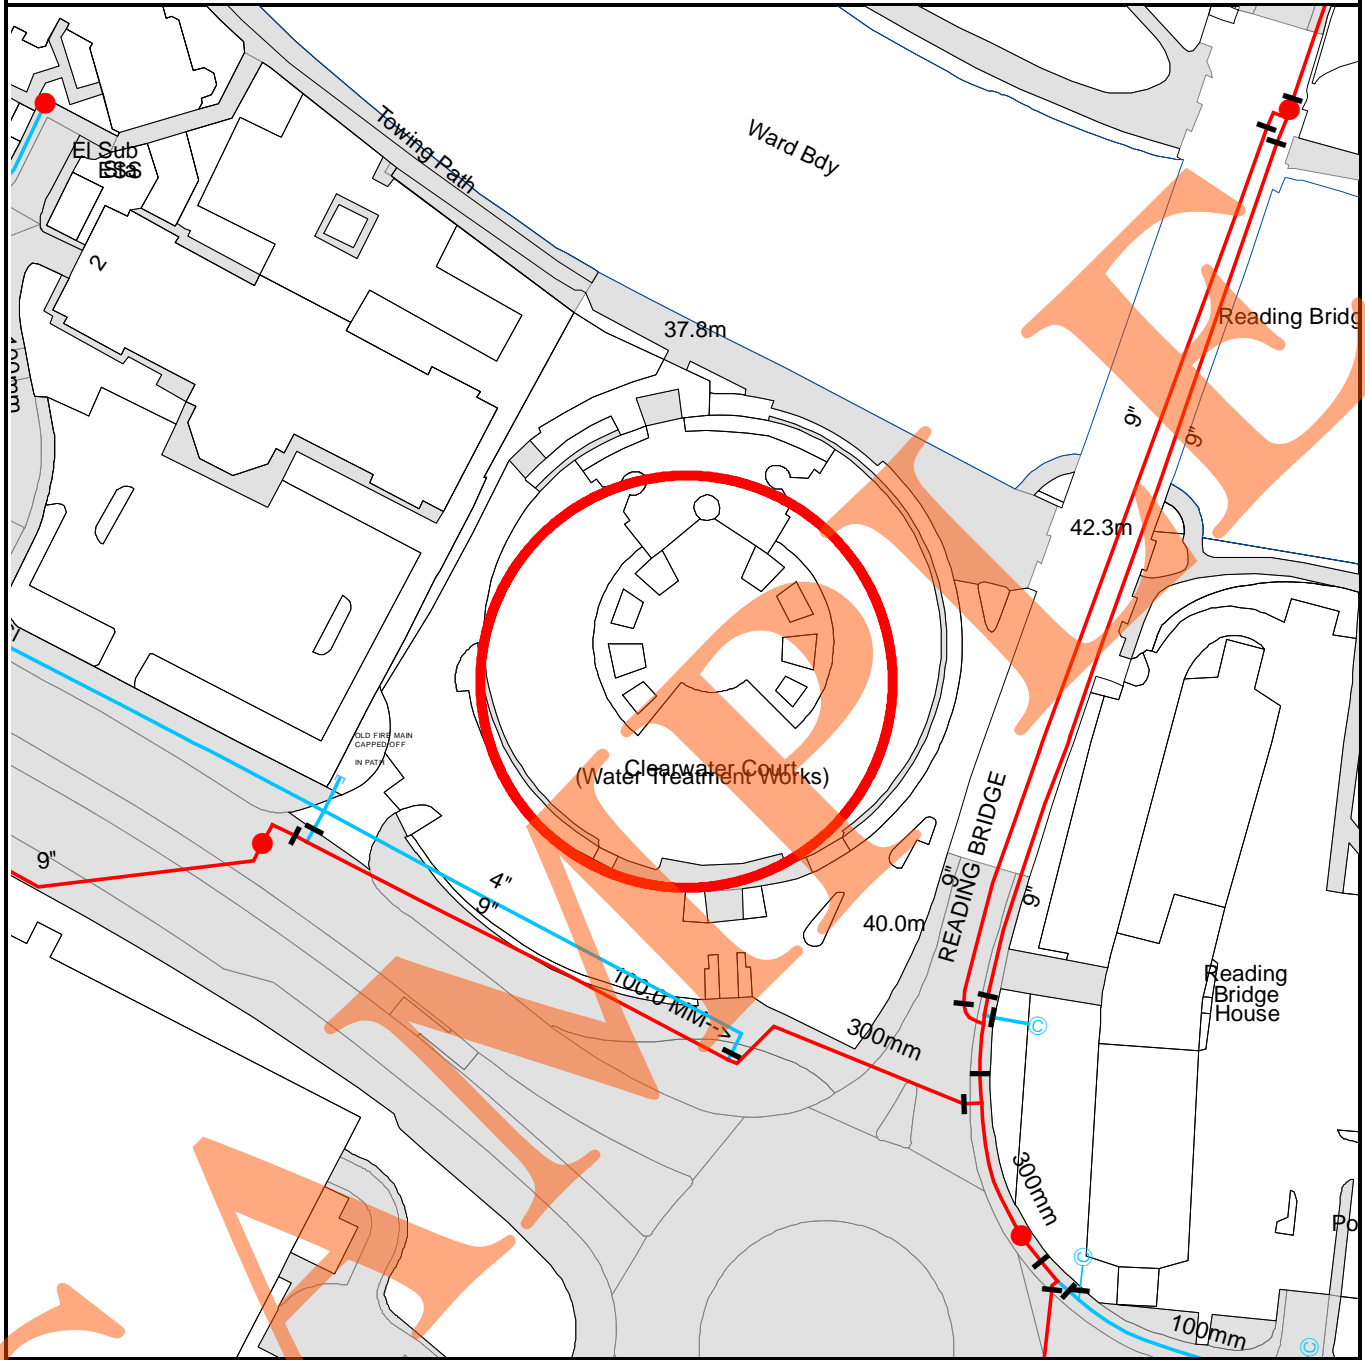 Towing Path
Ward Bdy
El Sub
2
37.8m
Reading Bridg
9"
9"
42.3m
OLD FIRE MAIN
CAPPED OFF
IN PATH
Clearwater Court
(Water Treatment Works)
READING BRIDGE
9"
9"
9"
4"
9"
40.0m
100.0 MM-->
300mm
Reading
Bridge
House
©
300mm
Po
©
100mm
©
SAMPLE